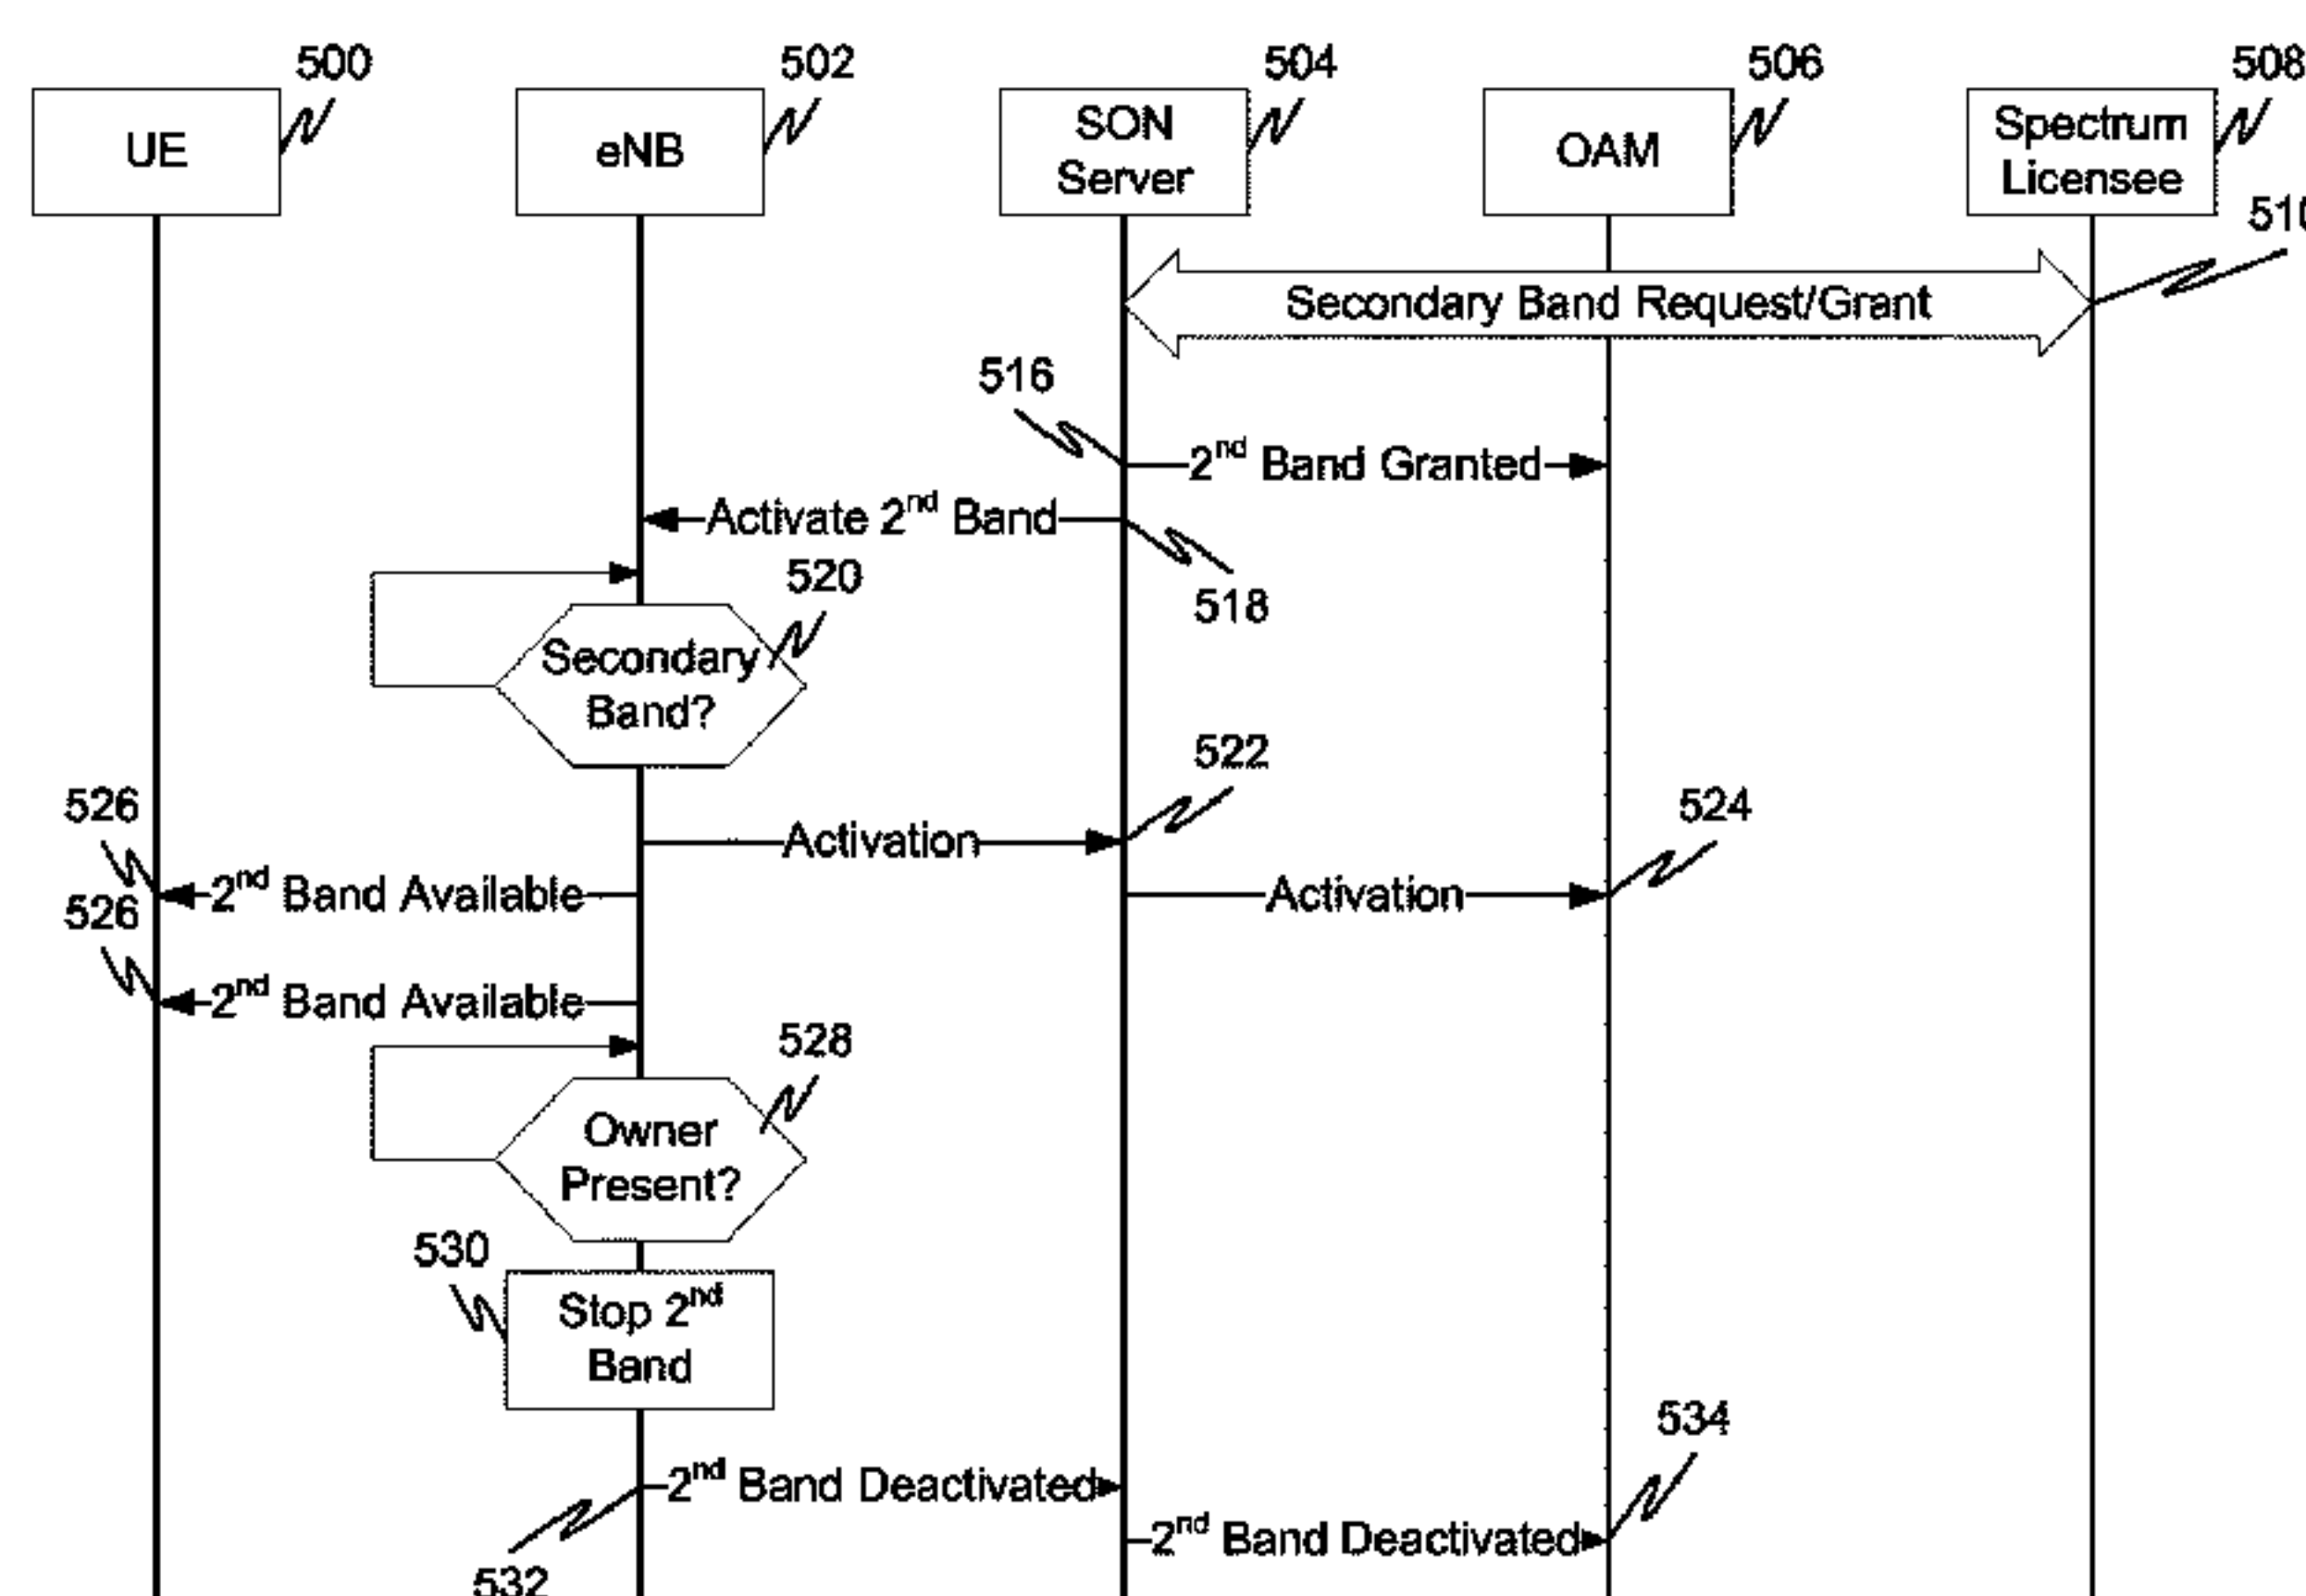 500
502
504
506
508
UE
eNB
SON
Server
OAM
Spectrum
Licensee
510
Secondary Band Request/Grant
516
2nd Band Granted
Activate 2nd Band
520
518
Secondary
Band?
522
526
524
Activation
2nd Band Available
Activation
526
2nd Band Available
528
Owner
Present?
530
Stop 2nd
Band
534
2nd Band Deactivated
2nd Band Deactivated
532